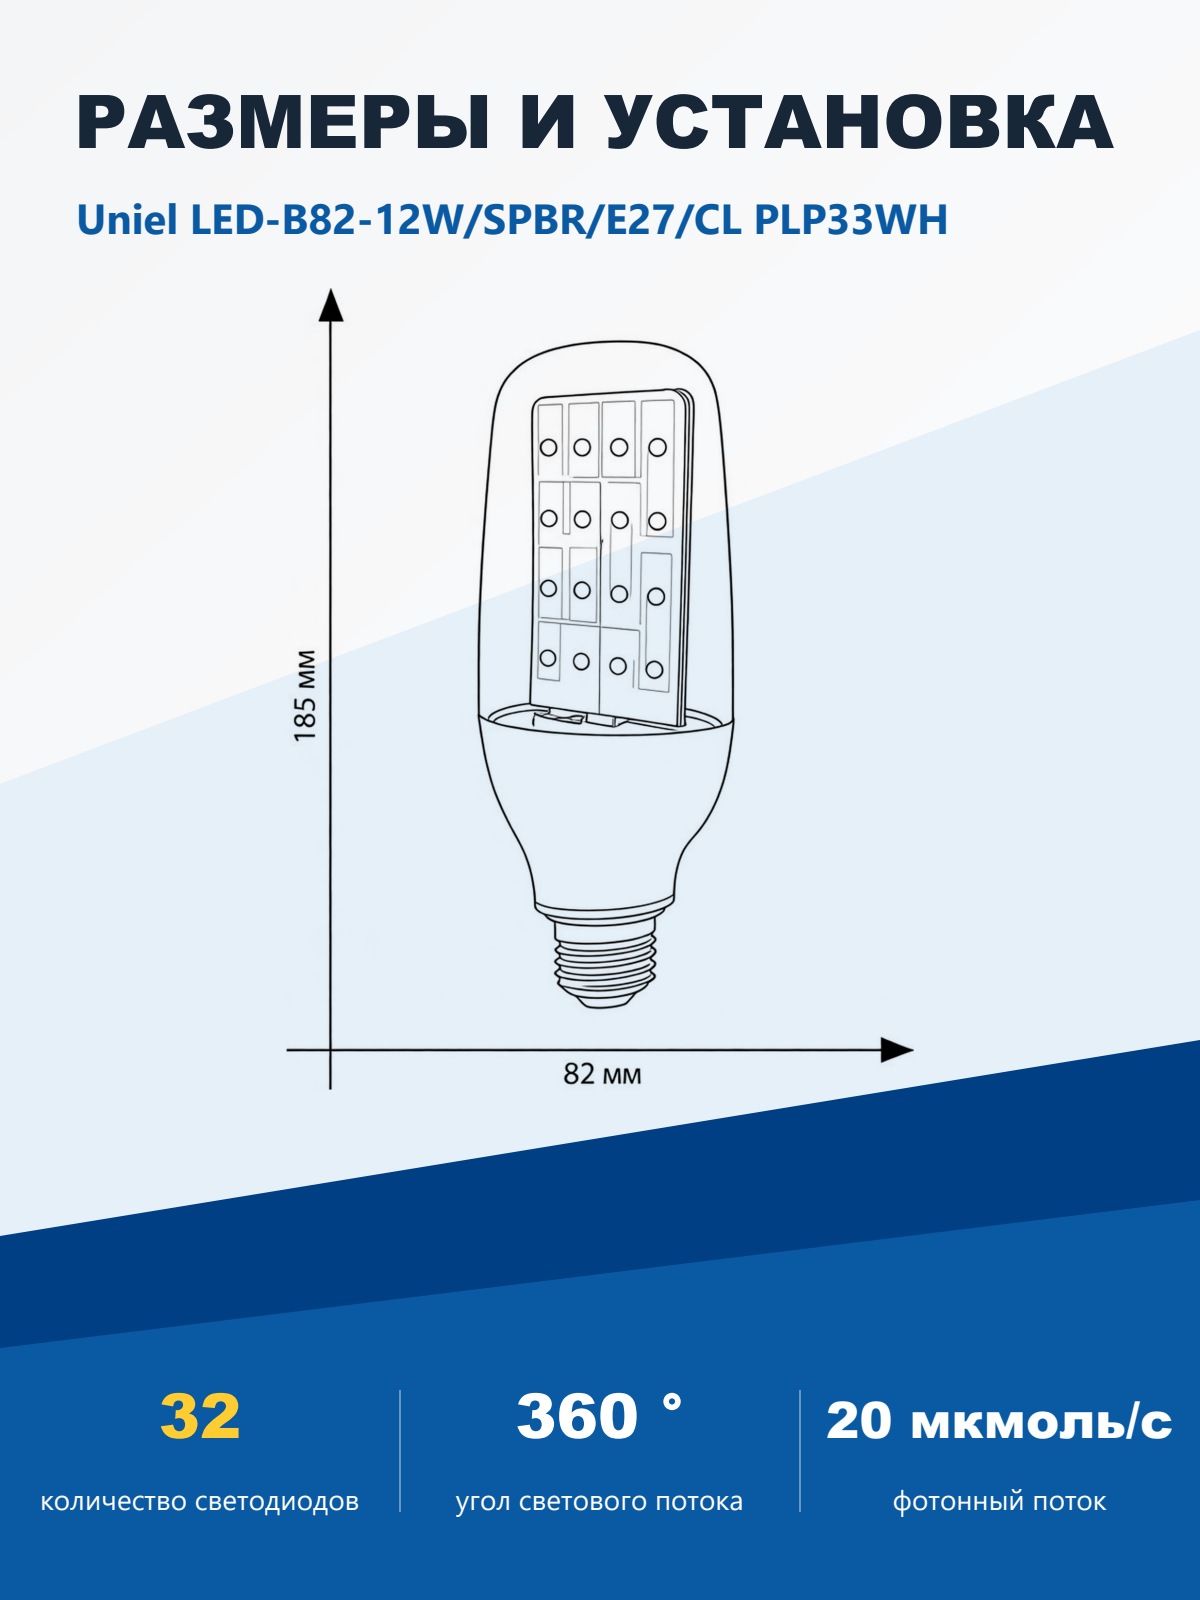 РАЗМЕРЫ И УСТАНОВКА
Uniel LED-B82-12W/SPBR/E27/CL PLP33WH
185 мм
82 мм
32
количество светодиодов
360 °
угол светового потока
20 мкмоль/с
фотонный поток